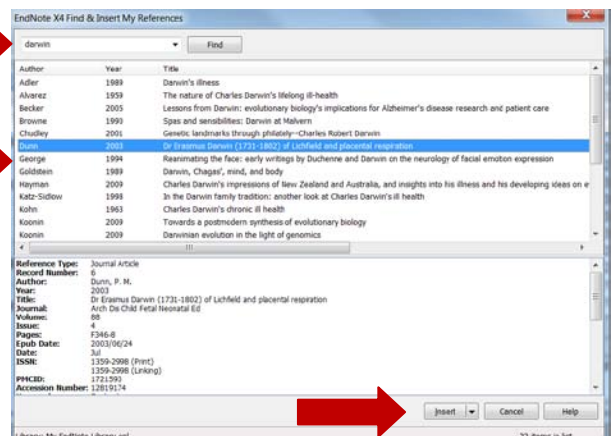 EndNote X4 Find & Insert My References
darwin Find
Author Year Title
Adler 1989 Darwin's illness
Alvarez 1959 The nature of Charles Darwin's lifelong ill-health
Becker 2005 Lessons from Darwin: evolutionary biology's implications for Alzheimer's disease research and patient care
Browne 1990 Spas and sensibilities: Darwin at Malvern
Chudley 2001 Genetic landmarks through philately--Charles Robert Darwin
Dunn 2003 Dr Erasmus Darwin (1731-1802) of Lichfield and placental respiration
George 1994 Reanimating the face: early writings by Duchenne and Darwin on the neurology of facial emotion expression
Goldstein 1989 Darwin, Chagas', mind, and body
Hayman 2009 Charles Darwin's impressions of New Zealand and Australia, and insights into his illness and his developing ideas on e
Katz-Sidlow 1998 In the Darwin family tradition: another look at Charles Darwin's ill health
Kohn 1963 Charles Darwin's chronic ill health
Koonin 2009 Towards a postmodern synthesis of evolutionary biology
Koonin 2009 Darwinian evolution in the light of genomics
Reference Type: Journal Article
Record Number: 6
Author: Dunn, P. M.
Year: 2003
Title: Dr Erasmus Darwin (1731-1802) of Lichfield and placental respiration
Journal: Arch Dis Child Fetal Neonatal Ed
Volume: 88
Issue: 4
Pages: F346-8
Epub Date: 2003/06/24
Date: Jul
ISSN: 1359-2998 (Print)
1359-2998 (Linking)
PMCID: 1721593
Accession Number: 12819174
Insert Cancel Help
Library: My EndNote Library.enl 22 items in list